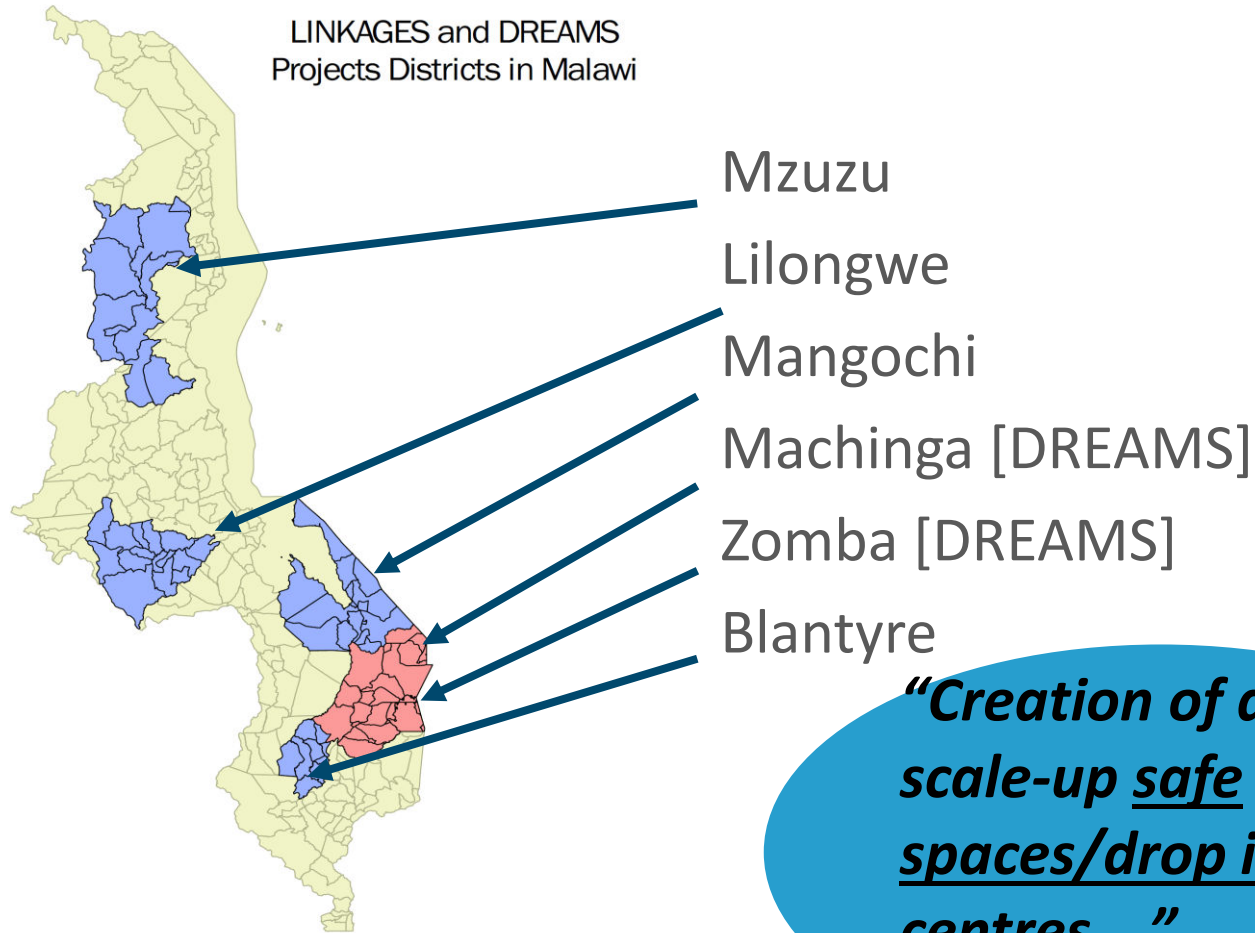 LINKAGES and DREAMS
Projects Districts in Malawi
Mzuzu
Lilongwe
Mangochi
Machinga [DREAMS]
Zomba [DREAMS]
Blantyre
“Creation of
scale-up safe
spaces/drop i
centres...”